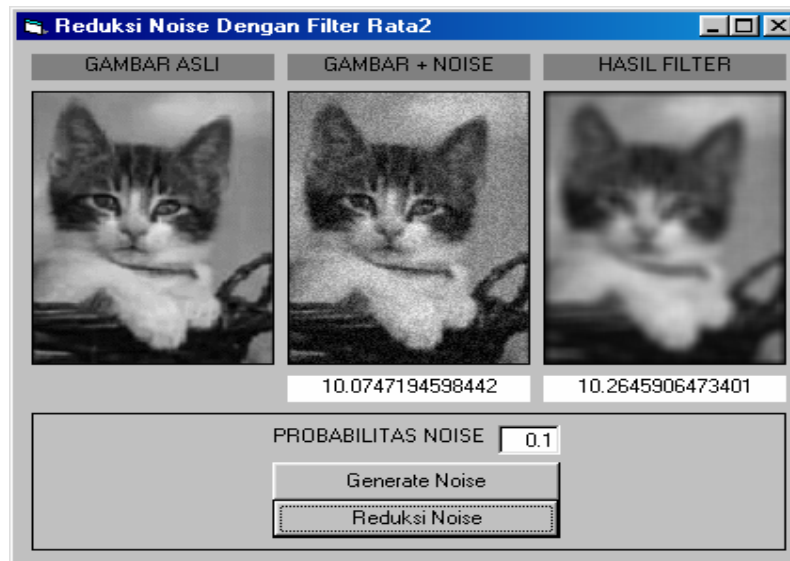 Reduksi Noise Dengan Filter Rata2
GAMBAR ASLI
GAMBAR + NOISE
HASIL FILTER
10.0747194598442
10.2645906473401
PROBABILITAS NOISE
0.1
Generate Noise
Reduksi Noise